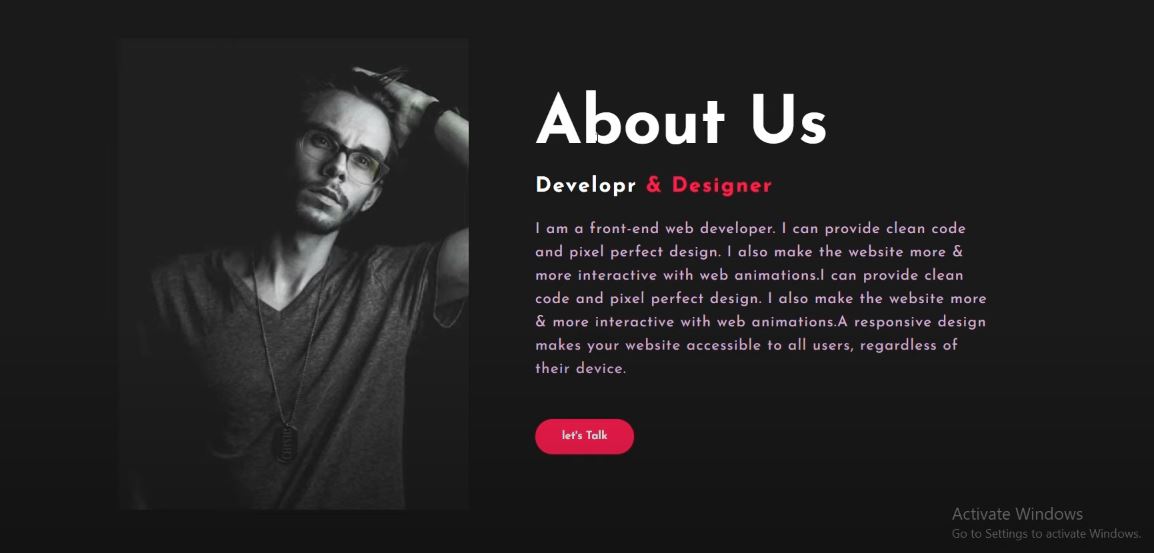 About Us
Developr & Designer
I am a front-end web developer. I can provide clean code
and pixel perfect design. I also make the website more &
more interactive with web animations.I can provide clean
code and pixel perfect design. I also make the website more
& more interactive with web animations.A responsive design
makes your website accessible to all users, regardless of
their device.
let's Talk
Activate Windows
Go to Settings to activate Windows.